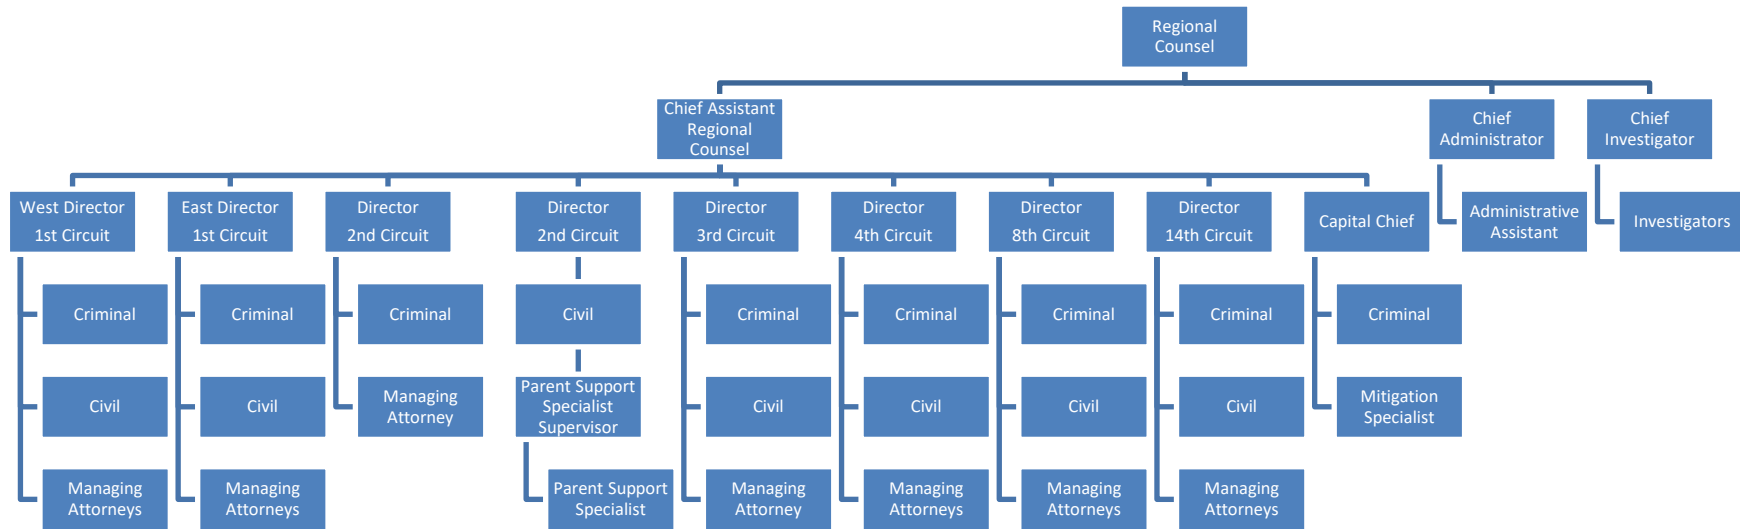 Regional
Counsel
Chief Assistant
Regional
Counsel
Chief
Administrator
Chief
Investigator
West Director
1st Circuit
East Director
1st Circuit
Director
2nd Circuit
Director
2nd Circuit
Director
3rd Circuit
Director
4th Circuit
Director
8th Circuit
Director
14th Circuit
Capital Chief
Administrative
Assistant
Investigators
Criminal
Criminal
Criminal
Civil
Criminal
Criminal
Criminal
Criminal
Criminal
Civil
Civil
Managing
Attorney
Parent Support
Specialist
Supervisor
Civil
Civil
Civil
Civil
Mitigation
Specialist
Managing
Attorneys
Managing
Attorneys
Parent Support
Specialist
Managing
Attorney
Managing
Attorneys
Managing
Attorneys
Managing
Attorneys